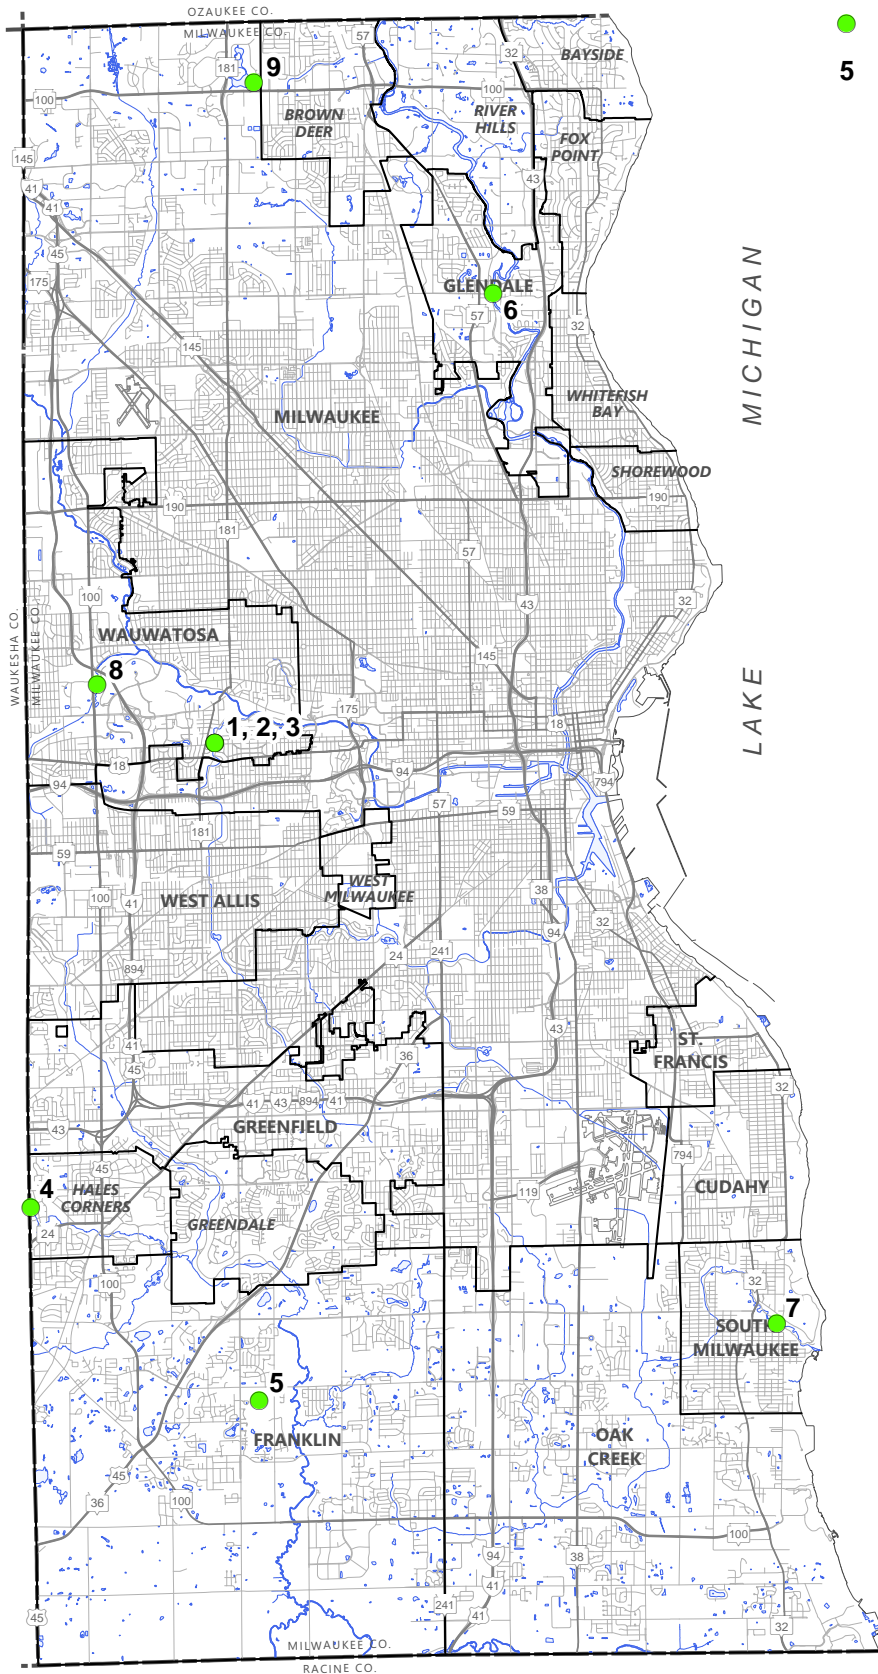 OZAUKEE CO.
MILWAUKEE CO.
57
32
BAYSIDE
5
181
9
100
100
BROWN
DEER
RIVER
HILLS
FOX
POINT
145
43
41
41
45
175
GLENDALE
6
57
32
145
MICHIGAN
WHITEFISH
BAY
MILWAUKEE
SHOREWOOD
190
190
181
57
100
43
32
WAUKESHA CO.
MILWAUKEE CO.
WAUWATOSA
145
8
175
LAKE
1, 2, 3
18
18
94
94
794
57
59
181
59
WEST
MILWAUKEE
38
100
41
WEST ALLIS
32
94
241
24
894
43
41
45
36
ST.
FRANCIS
32
41
43
894
41
43
GREENFIELD
794
45
4
HALES
CORNERS
119
CUDAHY
GREENDALE
24
100
32
7
SOUTH
MILWAUKEE
5
FRANKLIN
OAK
CREEK
45
36
100
100
94
38
41
241
41
45
32
MILWAUKEE CO.
RACINE CO.